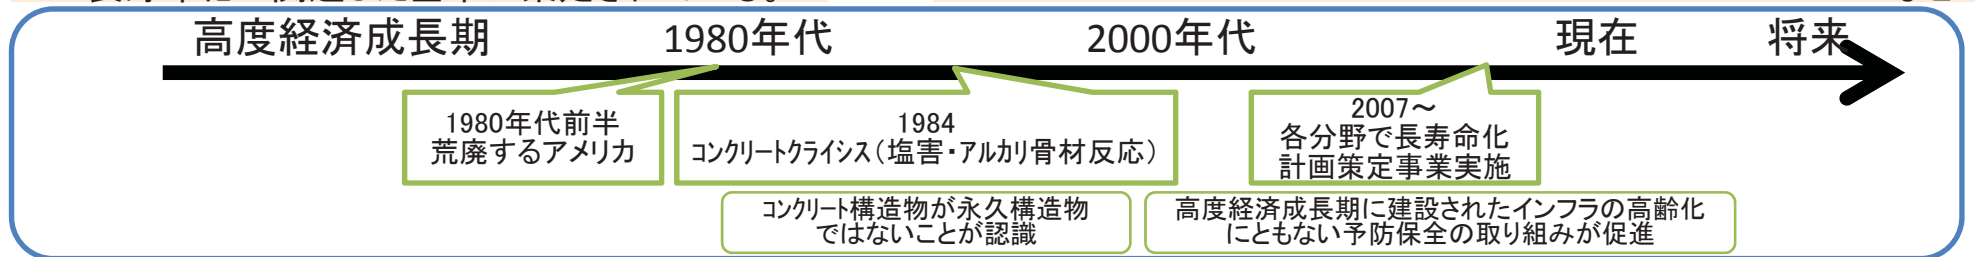 高度経済成長期 1980年代 2000年代 現在 将来
1980年代前半
荒廃するアメリカ
1984
コンクリートクライシス（塩害・アルカリ骨材反応）
2007～
各分野で長寿命化
計画策定事業実施
コンクリート構造物が永久構造物
ではないことが認識
高度経済成長期に建設されたインフラの高齢化
にともない予防保全の取り組みが促進